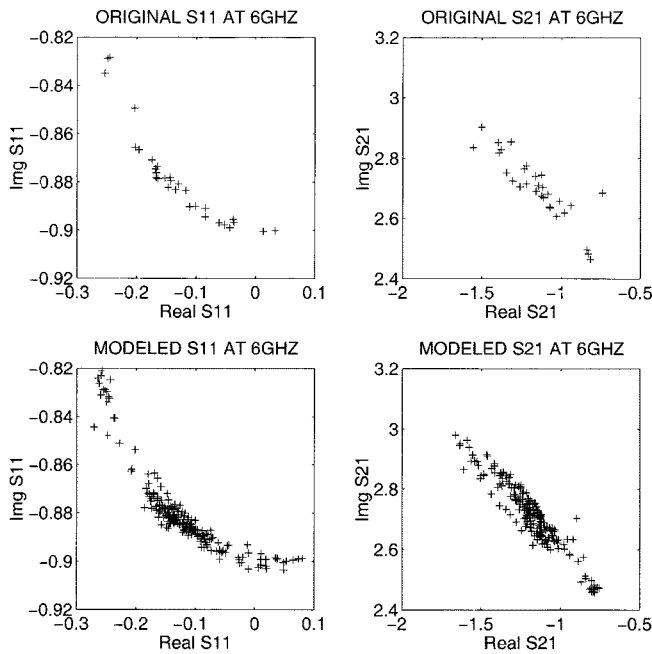 ORIGINAL S11 AT 6GHZ
-0.82
-0.84
-0.86
-0.88
-0.9
-0.92
Img S11
-0.3 -0.2 -0.1 0 0.1
Real S11
ORIGINAL S21 AT 6GHZ
3.2
3
2.8
2.6
2.4
Img S21
-2 -1.5 -1 -0.5
Real S21
MODELED S11 AT 6GHZ
-0.82
-0.84
-0.86
-0.88
-0.9
-0.92
Img S11
-0.3 -0.2 -0.1 0 0.1
Real S11
MODELED S21 AT 6GHZ
3.2
3
2.8
2.6
2.4
Img S21
-2 -1.5 -1 -0.5
Real S21